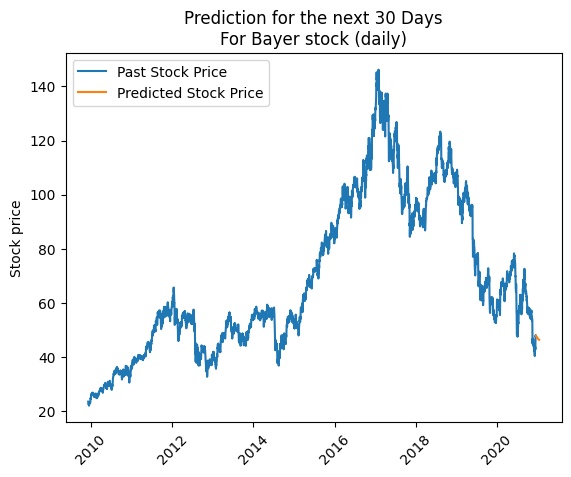 Prediction for the next 30 Days
For Bayer stock (daily)
Past Stock Price
Predicted Stock Price
Stock price
140
120
100
80
60
40
20
2010
2012
2014
2016
2018
2020